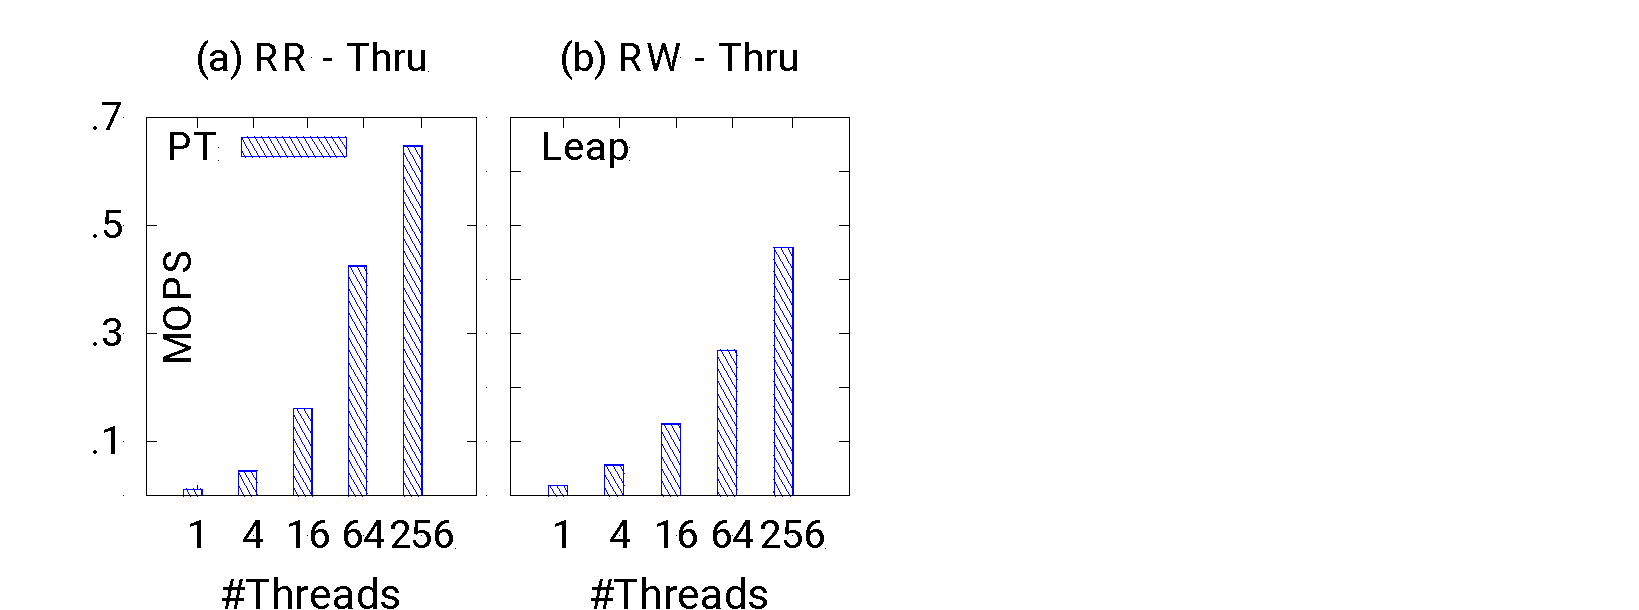 (a) RR - Thru
(b) RW - Thru
.7
.5
.3
.1
MOPS
PT
Leap
1 4 16 64 256
1 4 16 64 256
#Threads
#Threads